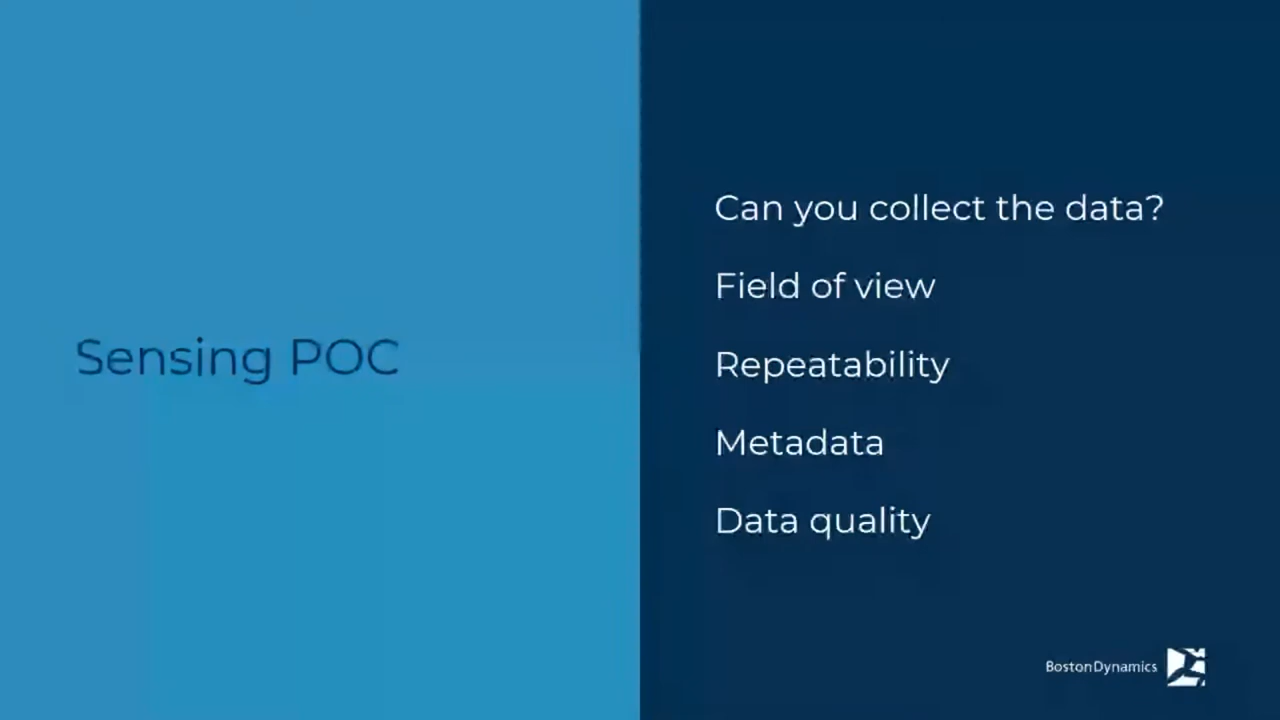 Sensing POC
Can you collect the data?
Field of view
Repeatability
Metadata
Data quality
BostonDynamics